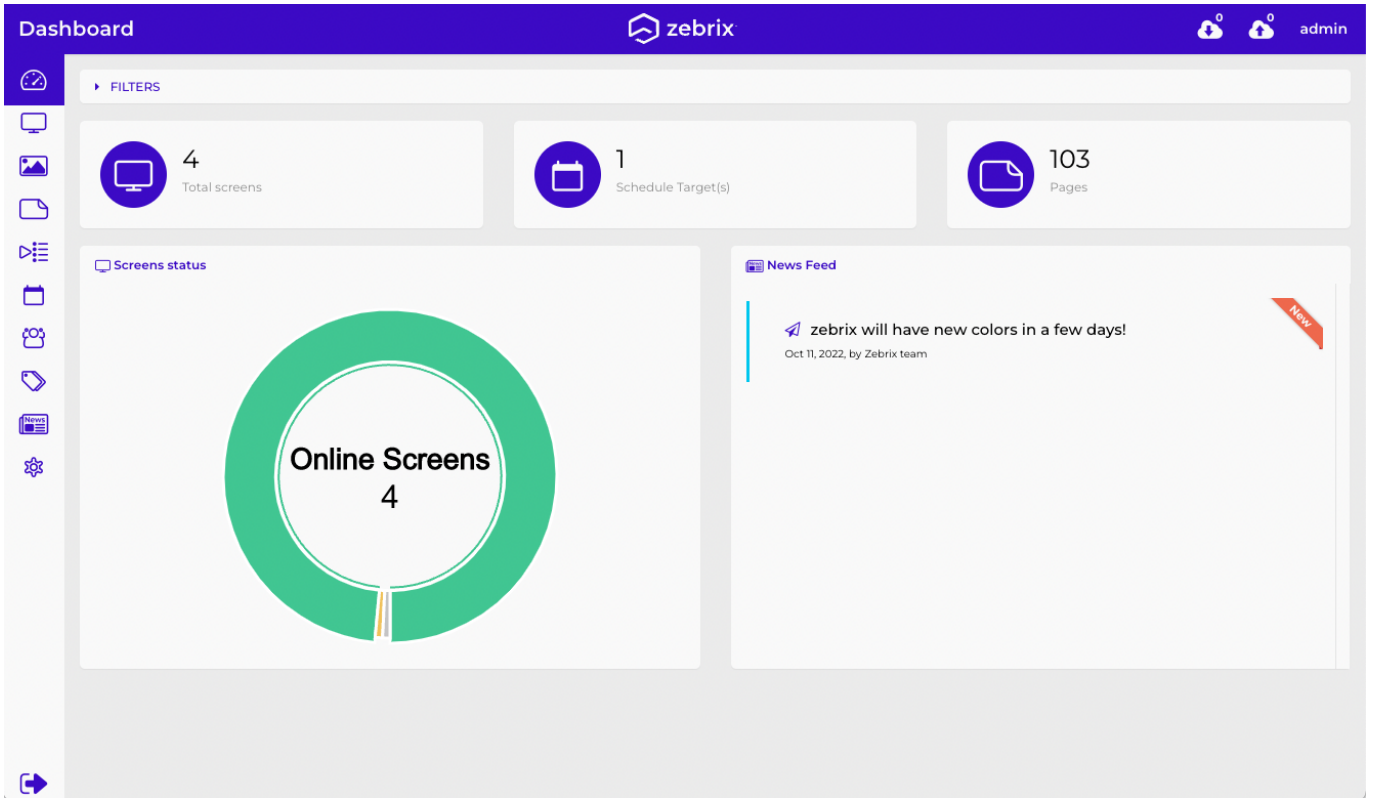 Dashboard
zebrix
0
0
admin
FILTERS
4
Total screens
1
Schedule Target(s)
103
Pages
Screens status
News Feed
Online Screens
4
zebrix will have new colors in a few days!
New
Oct 11, 2022, by Zebrix team
News